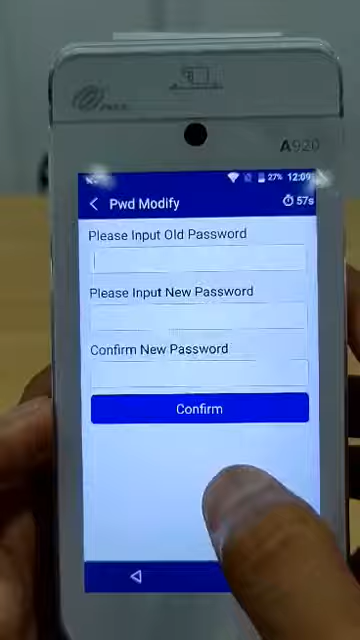 A920
27% 12:09
Pwd Modify
57s
Please Input Old Password
Please Input New Password
Confirm New Password
Confirm